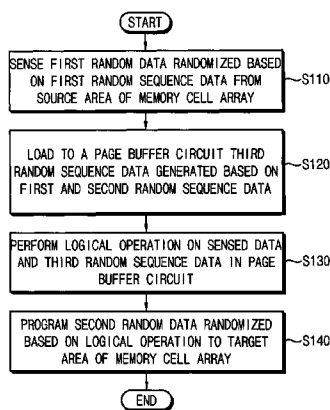 START
SENSE FIRST RANDOM DATA RANDOMIZED BASED
ON FIRST RANDOM SEQUENCE DATA FROM
SOURCE AREA OF MEMORY CELL ARRAY
S110
LOAD TO A PAGE BUFFER CIRCUIT THIRD
RANDOM SEQUENCE DATA GENERATED BASED ON
FIRST AND SECOND RANDOM SEQUENCE DATA
S120
PERFORM LOGICAL OPERATION ON SENSED DATA
AND THIRD RANDOM SEQUENCE DATA IN PAGE
BUFFER CIRCUIT
S130
PROGRAM SECOND RANDOM DATA RANDOMIZED
BASED ON LOGICAL OPERATION TO TARGET
AREA OF MEMORY CELL ARRAY
S140
END